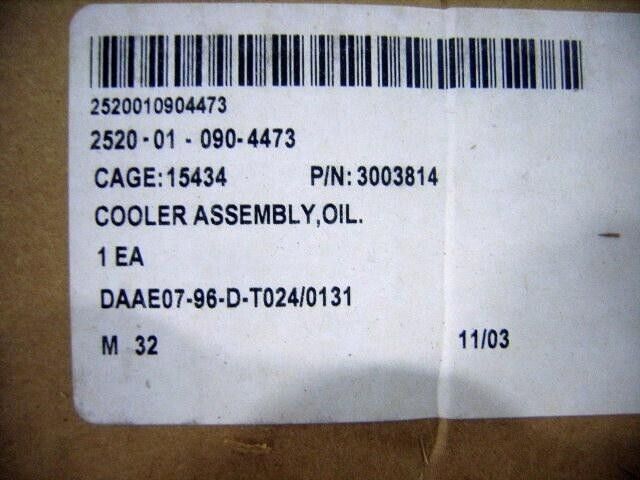 2520010904473
2520-01-090-4473
CAGE:15434 P/N:3003814
COOLER ASSEMBLY,OIL.
1 EA
DAAE07-96-D-T024/0131
M 32 11/03